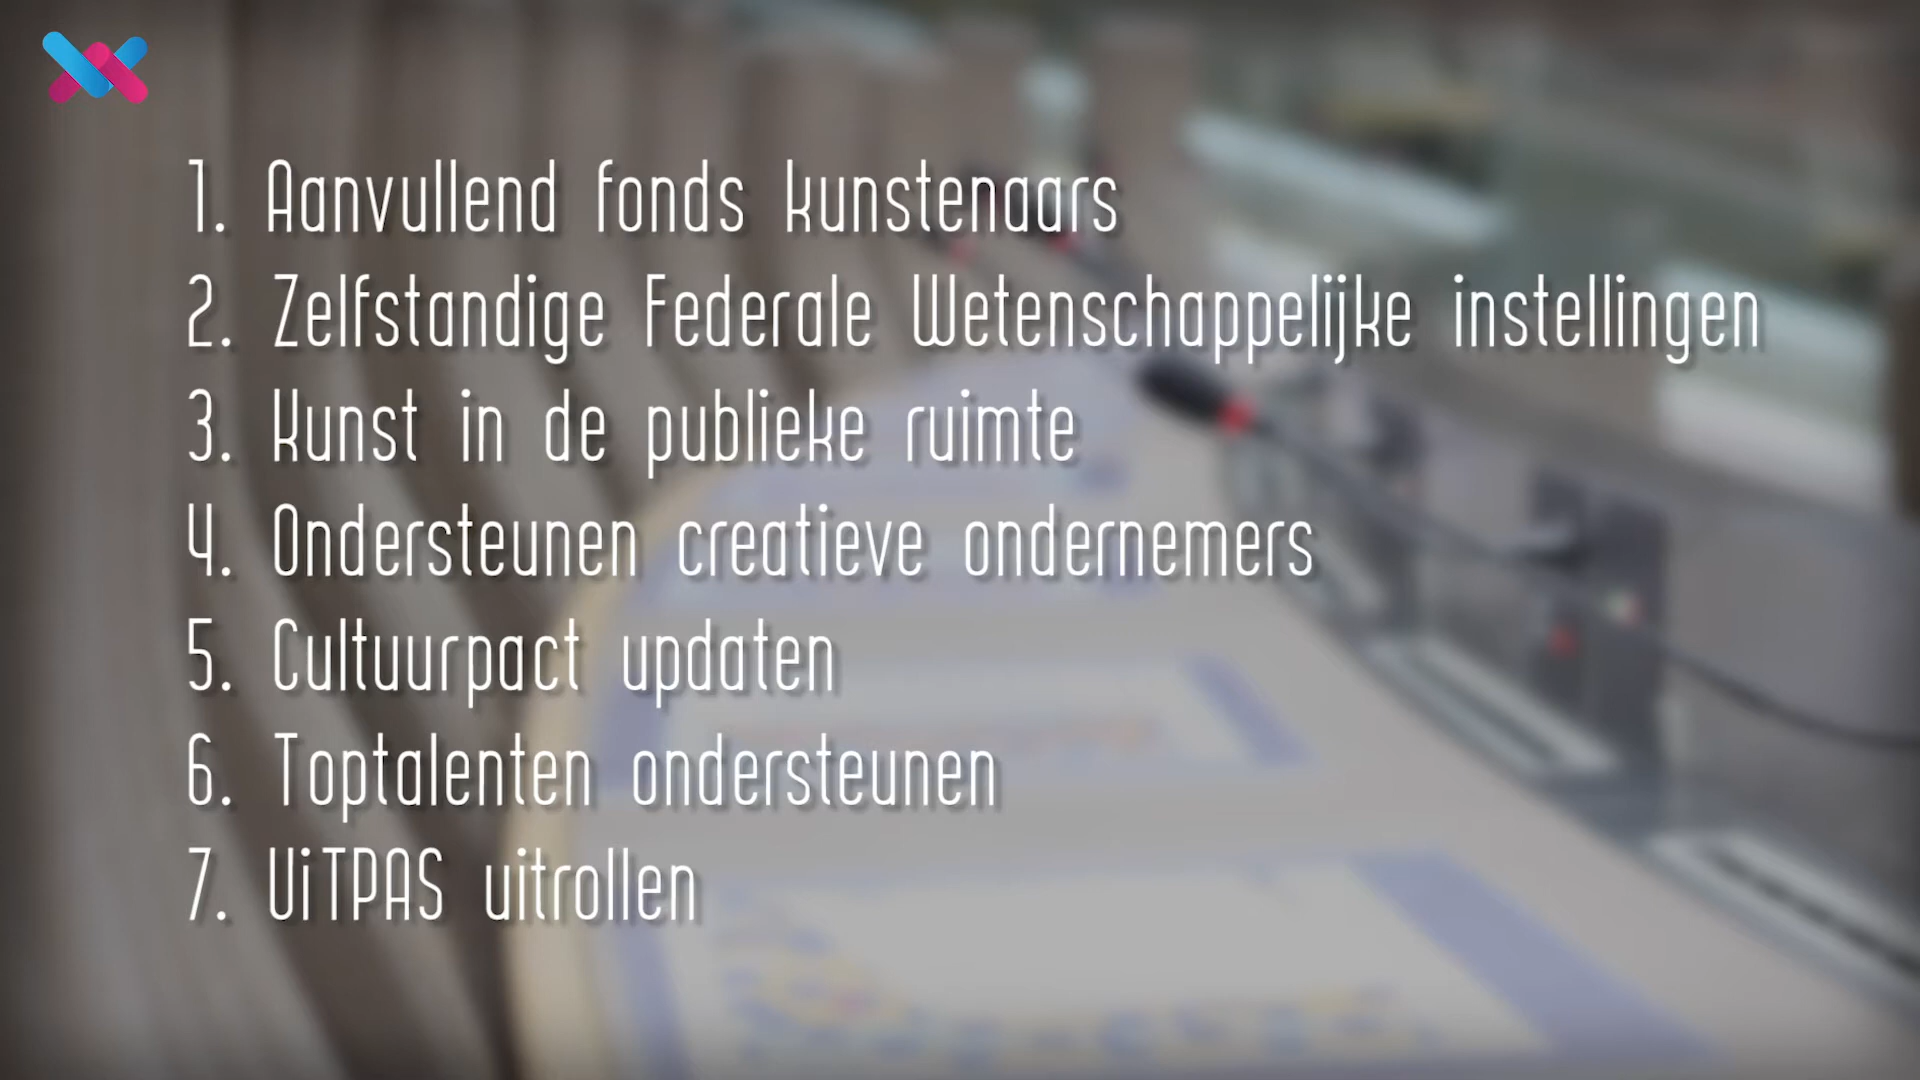 1. Aanvullend fonds kunstenaars
2. Zelfstandige Federale Wetenschappelijke instellingen
3. Kunst in de publieke ruimte
4. Ondersteunen creatieve ondernemers
5. Cultuurpact updaten
6. Toptalenten ondersteunen
7. UiTPAS uitrollen